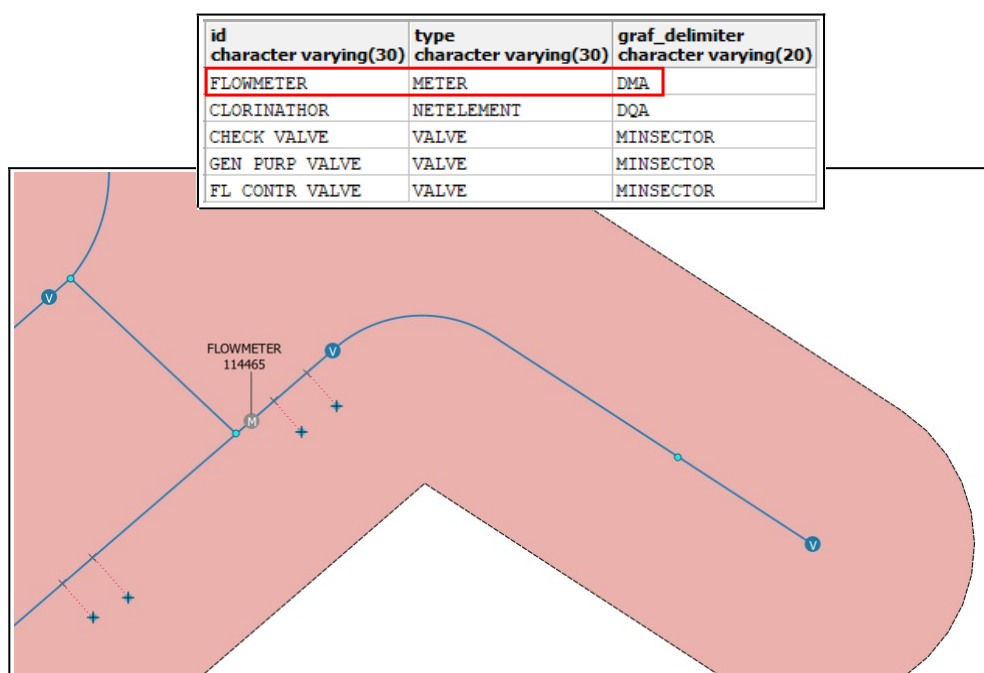 id type graf_delimiter
character varying(30) character varying(30) character varying(20)
FLOWMETER METER DMA
CLORINATHOR NETELEMENT DQA
CHECK VALVE VALVE MINSECTOR
GEN PURP VALVE VALVE MINSECTOR
FL CONTR VALVE VALVE MINSECTOR
V
FLOWMETER
114465
V
M
V